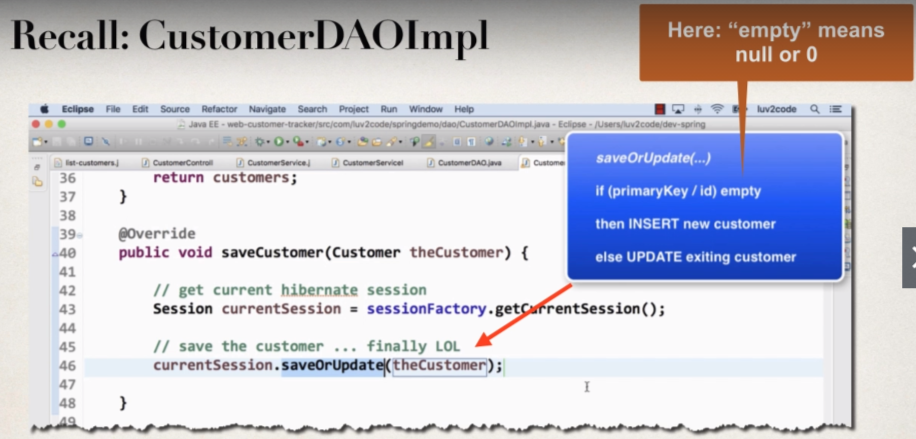 Recall: CustomerDAOImpl
Here: “empty” means
null or 0
Eclipse File Edit Source Refactor Navigate Search Project Run Window Help luv2code
Java EE - web-customer-tracker/src/com/luv2code/springdemo/dao/CustomerDAOImpl.java - Eclipse - /Users/luv2code/dev-spring
list-customers.j CustomerControll CustomerService.j CustomerServiceI CustomerDAO.java Custome
saveOrUpdate(...)
if (primaryKey / id) empty
then INSERT new customer
else UPDATE exiting customer
36 return customers;
37 }
38
39 @Override
40 public void saveCustomer(Customer theCustomer) {
41
42 // get current hibernate session
43 Session currentSession = sessionFactory.getCurrentSession();
44
45 // save the customer ... finally LOL
46 currentSession.saveOrUpdate(theCustomer);
47
48 }
49